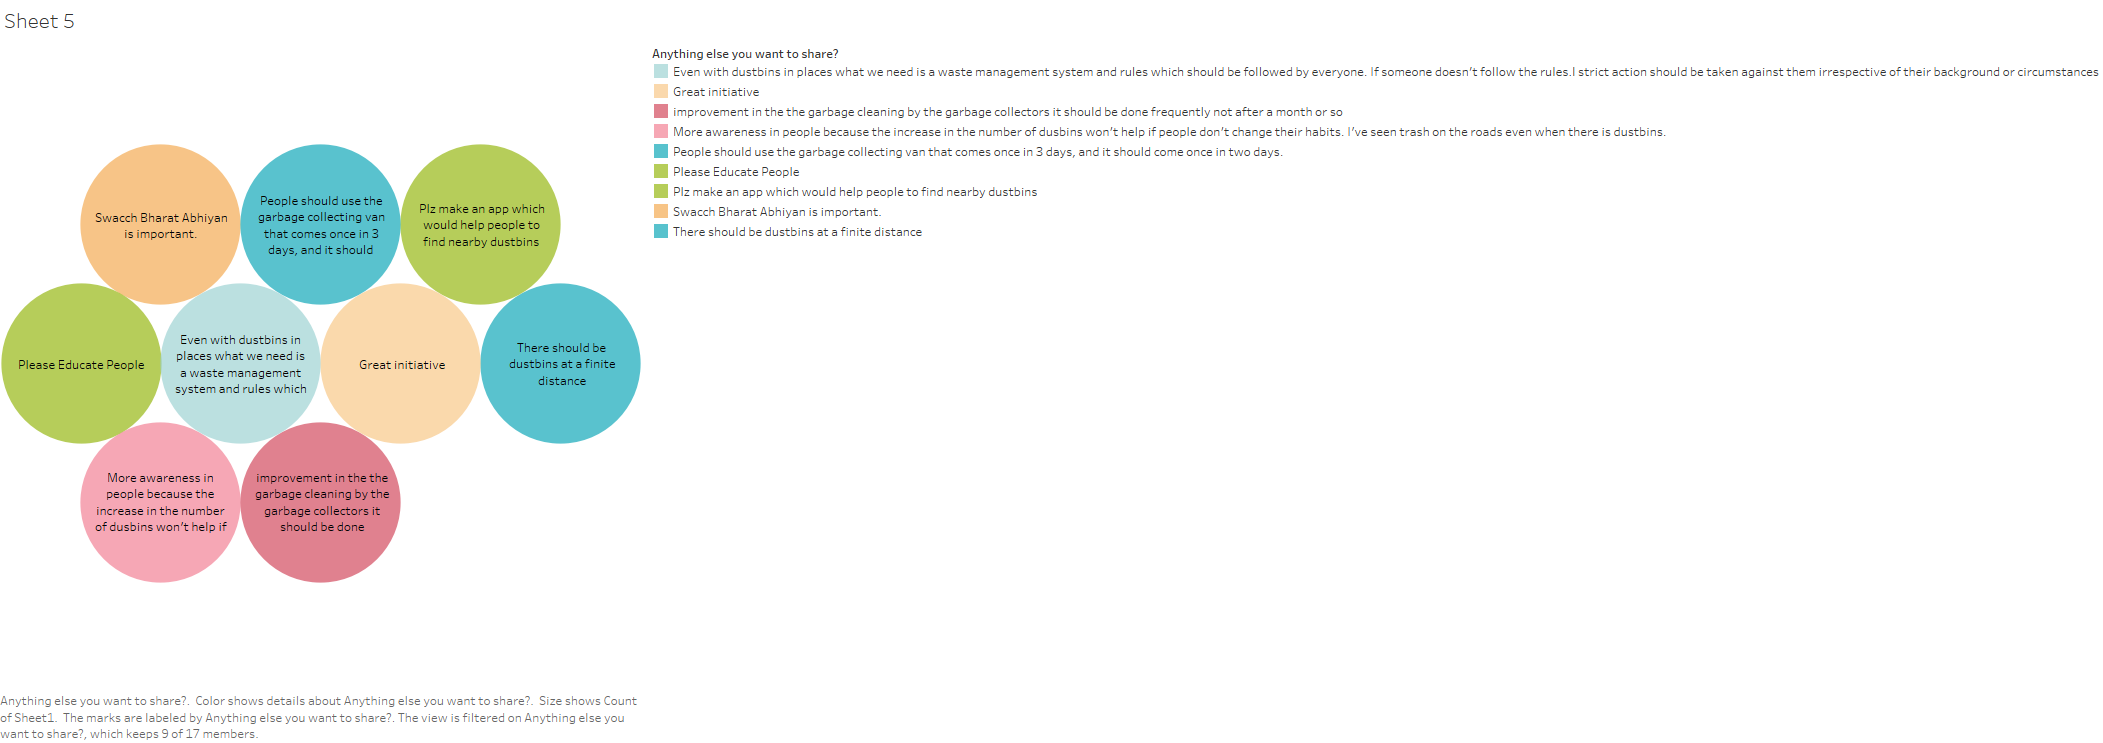 Sheet 5
Anything else you want to share?
Even with dustbins in places what we need is a waste management system and rules which should be followed by everyone. If someone doesn't follow the rules.I strict action should be taken against them irrespective of their background or circumstances
Great initiative
improvement in the the garbage cleaning by the garbage collectors it should be done frequently not after a month or so
More awareness in people because the increase in the number of dusbins won't help if people don't change their habits. I've seen trash on the roads even when there is dustbins.
People should use the garbage collecting van that comes once in 3 days, and it should come once in two days.
Please Educate People
Plz make an app which would help people to find nearby dustbins
Swacch Bharat Abhiyan is important.
There should be dustbins at a finite distance
Swacch Bharat Abhiyan
is important.
People should use the
garbage collecting van
that comes once in 3
days, and it should
Plz make an app which
would help people to
find nearby dustbins
Please Educate People
Even with dustbins in
places what we need is
a waste management
system and rules which
Great initiative
There should be
dustbins at a finite
distance
More awareness in
people because the
increase in the number
of dusbins won't help if
improvement in the the
garbage cleaning by the
garbage collectors it
should be done
Anything else you want to share?.  Color shows details about Anything else you want to share?.  Size shows Count
of Sheet1.  The marks are labeled by Anything else you want to share?. The view is filtered on Anything else you
want to share?, which keeps 9 of 17 members.